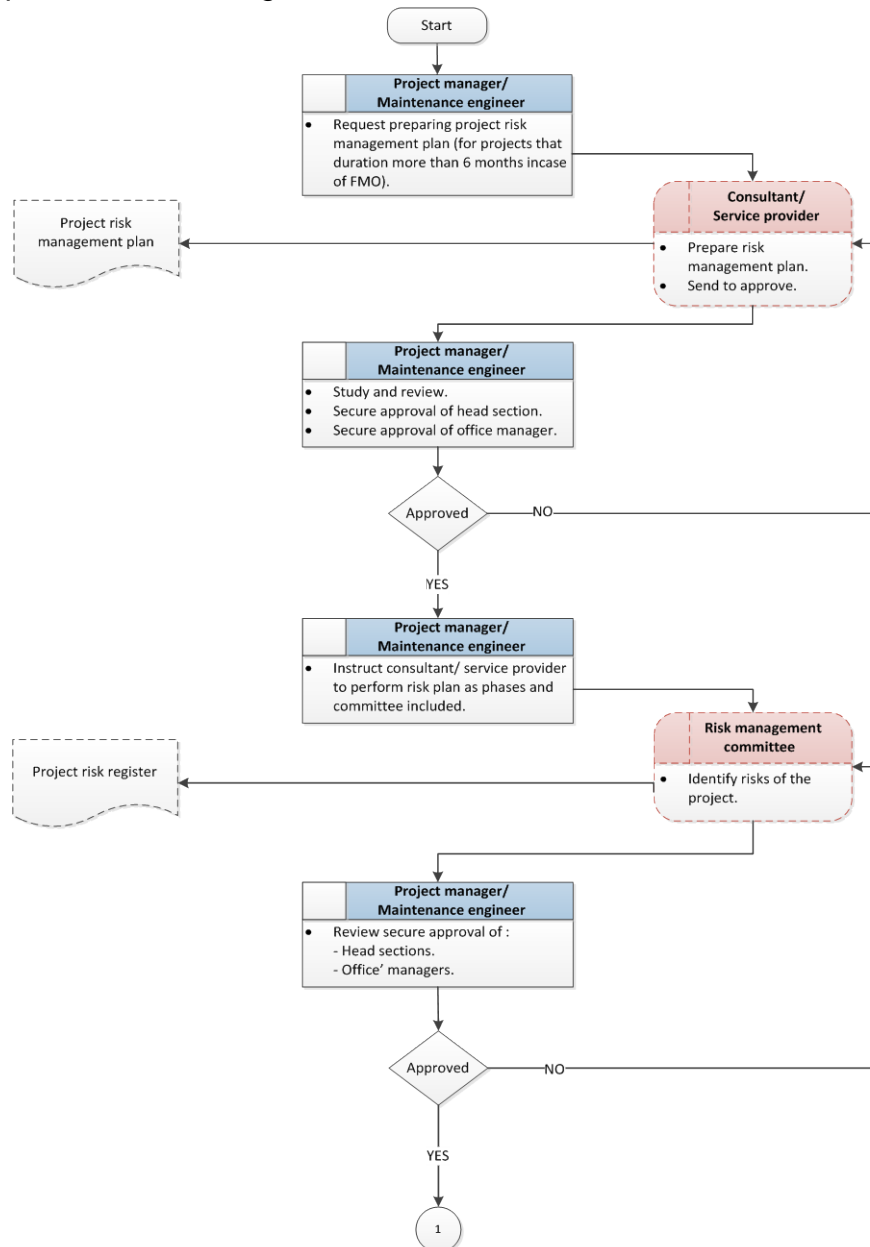 Start
Project manager/
Maintenance engineer
• Request preparing project risk
management plan (for projects that
duration more than 6 months incase
of FMO).
Consultant/
Service provider
• Prepare risk
management plan.
• Send to approve.
Project risk
management plan
Project manager/
Maintenance engineer
• Study and review.
• Secure approval of head section.
• Secure approval of office manager.
Approved
NO
YES
Project manager/
Maintenance engineer
• Instruct consultant/ service provider
to perform risk plan as phases and
committee included.
Risk management
committee
• Identify risks of the
project.
Project risk register
Project manager/
Maintenance engineer
• Review secure approval of :
- Head sections.
- Office’ managers.
Approved
NO
YES
1